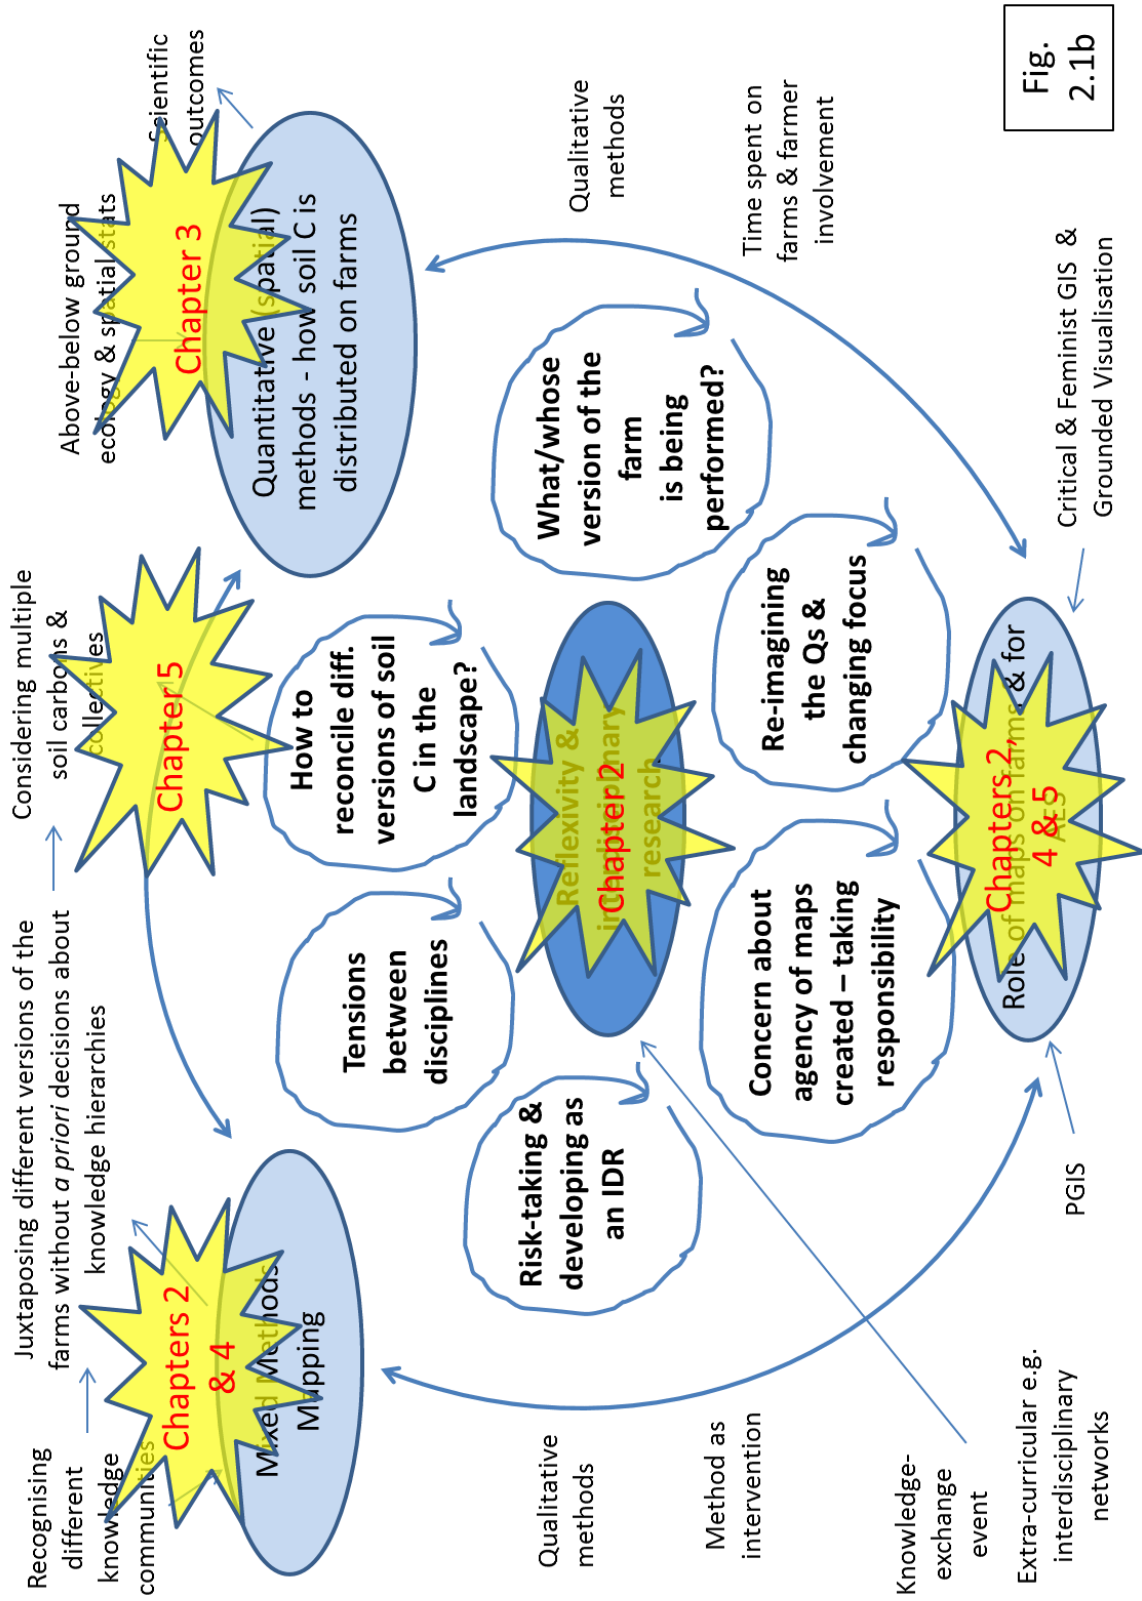 Recognising
different
knowledge
communities
Juxtaposing different versions of the
farms without a priori decisions about
knowledge hierarchies
Considering multiple
soil carbons &
collectives
Above-below ground
ecology & spatial stats
Scientific
outcomes
Chapters 2
& 4
Mixed Methods
Mapping
Chapter 5
Chapter 3
Quantitative (spatial)
methods - how soil C is
distributed on farms
Tensions
between
disciplines
How to
reconcile diff.
versions of soil
C in the
landscape?
Risk-taking &
developing as
an IDR
Reflexivity &
interdisciplinary
research
Chapter 2
What/whose
version of the
farm
is being
performed?
Qualitative
methods
Qualitative
methods
Method as
intervention
Concern about
agency of maps
created – taking
responsibility
Re-imagining
the Qs &
changing focus
Time spent on
farms & farmer
involvement
Knowledge-
exchange
event
Extra-curricular e.g.
interdisciplinary
networks
PGIS
Role of maps on farms & for
AES
Chapters 2,
4 & 5
Critical & Feminist GIS &
Grounded Visualisation
Fig.
2.1b